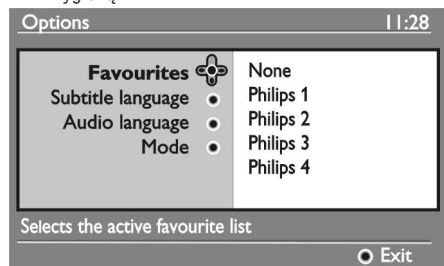 Options 11:28
Favourites None
Subtitle language Philips 1
Audio language Philips 2
Mode Philips 3
Philips 4
Selects the active favourite list
Exit